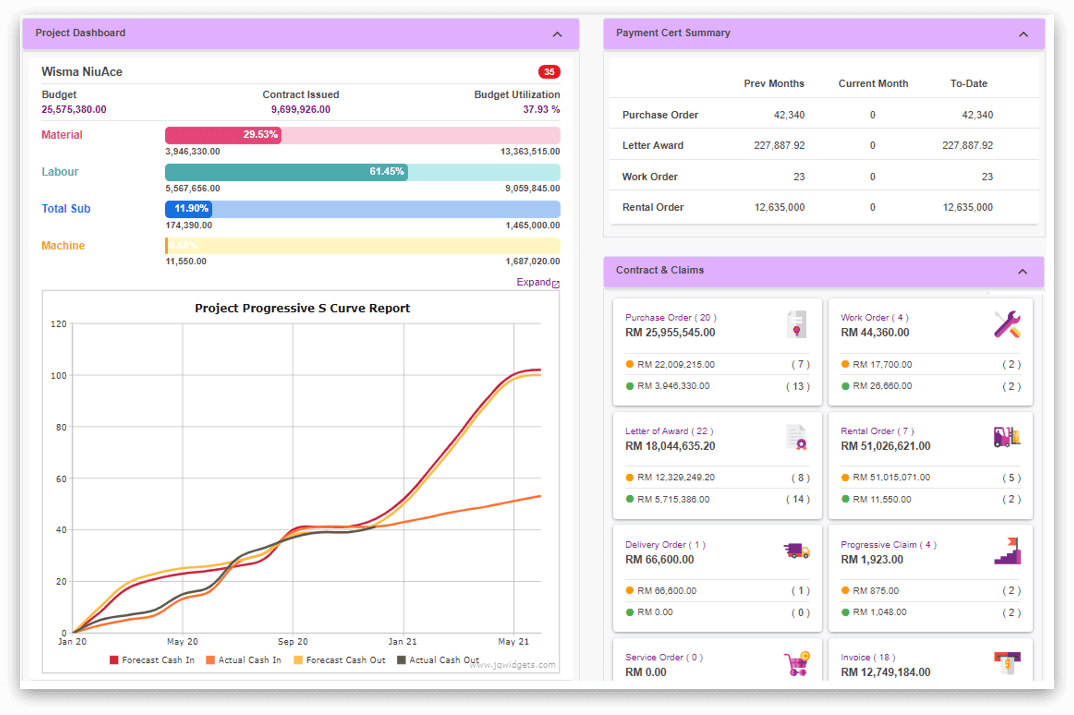 Project Dashboard
Wisma NiuAce 35
Budget Contract Issued Budget Utilization
25,575,380.00 9,699,926.00 37.93 %
Material 29.53%
3,946,330.00 13,363,515.00
Labour 61.45%
5,567,656.00 9,059,845.00
Total Sub 11.90%
174,390.00 1,465,000.00
Machine 0.68%
11,550.00 1,687,020.00
Expand
Project Progressive S Curve Report
120
100
80
60
40
20
0
Jan 20 May 20 Sep 20 Jan 21 May 21
Forecast Cash In Actual Cash In Forecast Cash Out Actual Cash Out
www.jqwidgets.com
Payment Cert Summary
Prev Months Current Month To-Date
Purchase Order 42,340 0 42,340
Letter Award 227,887.92 0 227,887.92
Work Order 23 0 23
Rental Order 12,635,000 0 12,635,000
Contract & Claims
Purchase Order ( 20 )
RM 25,955,545.00
RM 22,009,215.00 ( 7 )
RM 3,946,330.00 ( 13 )
Work Order ( 4 )
RM 44,360.00
RM 17,700.00 ( 2 )
RM 26,660.00 ( 2 )
Letter of Award ( 22 )
RM 18,044,635.20
RM 12,329,249.20 ( 8 )
RM 5,715,386.00 ( 14 )
Rental Order ( 7 )
RM 51,026,621.00
RM 51,015,071.00 ( 5 )
RM 11,550.00 ( 2 )
Delivery Order ( 1 )
RM 66,600.00
RM 66,600.00 ( 1 )
RM 0.00 ( 0 )
Progressive Claim ( 4 )
RM 1,923.00
RM 875.00 ( 2 )
RM 1,048.00 ( 2 )
Service Order ( 0 )
RM 0.00
Invoice ( 18 )
RM 12,749,184.00